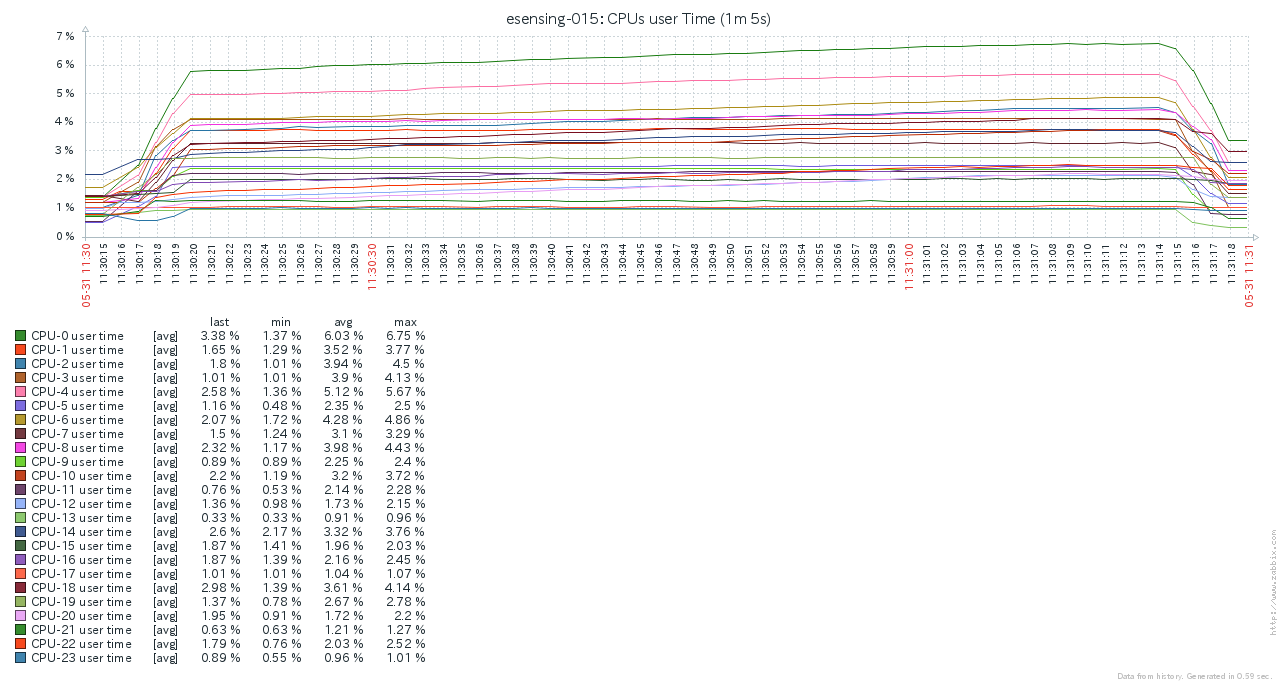 esensing-015: CPUs user Time (1m 5s)
7 %
6 %
5 %
4 %
3 %
2 %
1 %
0 %
05-31 11:30
11:30:15
11:30:16
11:30:17
11:30:18
11:30:19
11:30:20
11:30:21
11:30:22
11:30:23
11:30:24
11:30:25
11:30:26
11:30:27
11:30:28
11:30:29
11:30:30
11:30:31
11:30:32
11:30:33
11:30:34
11:30:35
11:30:36
11:30:37
11:30:38
11:30:39
11:30:40
11:30:41
11:30:42
11:30:43
11:30:44
11:30:45
11:30:46
11:30:47
11:30:48
11:30:49
11:30:50
11:30:51
11:30:52
11:30:53
11:30:54
11:30:55
11:30:56
11:30:57
11:30:58
11:30:59
11:31:00
11:31:01
11:31:02
11:31:03
11:31:04
11:31:05
11:31:06
11:31:07
11:31:08
11:31:09
11:31:10
11:31:11
11:31:12
11:31:13
11:31:14
11:31:15
11:31:16
11:31:17
11:31:18
05-31 11:31
last min avg max
CPU-0 user time [avg] 3.38 % 1.37 % 6.03 % 6.75 %
CPU-1 user time [avg] 1.65 % 1.29 % 3.52 % 3.77 %
CPU-2 user time [avg] 1.8 % 1.01 % 3.94 % 4.5 %
CPU-3 user time [avg] 1.01 % 1.01 % 3.9 % 4.13 %
CPU-4 user time [avg] 2.58 % 1.36 % 5.12 % 5.67 %
CPU-5 user time [avg] 1.16 % 0.48 % 2.35 % 2.5 %
CPU-6 user time [avg] 2.07 % 1.72 % 4.28 % 4.86 %
CPU-7 user time [avg] 1.5 % 1.24 % 3.1 % 3.29 %
CPU-8 user time [avg] 2.32 % 1.17 % 3.98 % 4.43 %
CPU-9 user time [avg] 0.89 % 0.89 % 2.25 % 2.4 %
CPU-10 user time [avg] 2.2 % 1.19 % 3.2 % 3.72 %
CPU-11 user time [avg] 0.76 % 0.53 % 2.14 % 2.28 %
CPU-12 user time [avg] 1.36 % 0.98 % 1.73 % 2.15 %
CPU-13 user time [avg] 0.33 % 0.33 % 0.91 % 0.96 %
CPU-14 user time [avg] 2.6 % 2.17 % 3.32 % 3.76 %
CPU-15 user time [avg] 1.87 % 1.41 % 1.96 % 2.03 %
CPU-16 user time [avg] 1.87 % 1.39 % 2.16 % 2.45 %
CPU-17 user time [avg] 1.01 % 1.01 % 1.04 % 1.07 %
CPU-18 user time [avg] 2.98 % 1.39 % 3.61 % 4.14 %
CPU-19 user time [avg] 1.37 % 0.78 % 2.67 % 2.78 %
CPU-20 user time [avg] 1.95 % 0.91 % 1.72 % 2.2 %
CPU-21 user time [avg] 0.63 % 0.63 % 1.21 % 1.27 %
CPU-22 user time [avg] 1.79 % 0.76 % 2.03 % 2.52 %
CPU-23 user time [avg] 0.89 % 0.55 % 0.96 % 1.01 %
http://www.zabbix.com
Data from history. Generated in 0.59 sec.